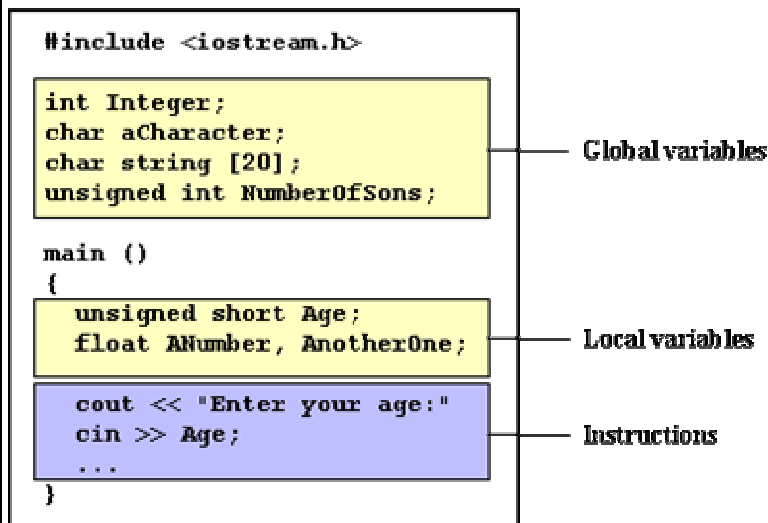 #include <iostream.h>
int Integer;
char aCharacter;
char string [20];
unsigned int NumberOfSons;
Global variables
main ()
{
unsigned short Age;
float ANumber, AnotherOne;
Local variables
cout << "Enter your age:"
cin >> Age;
...
Instructions
}